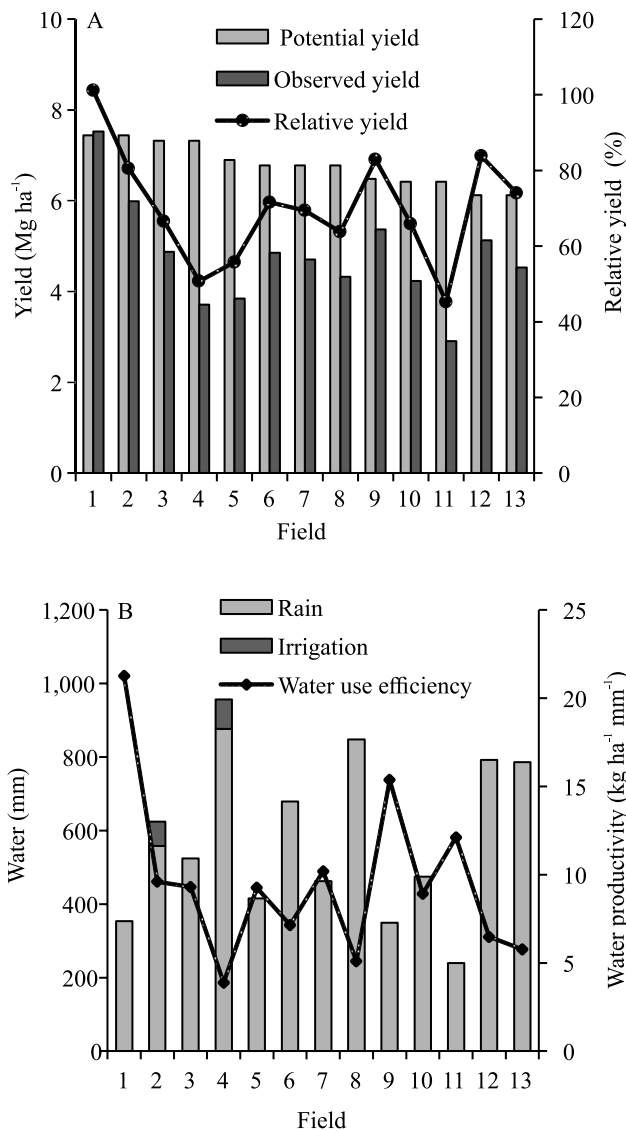 10
A
120
Potential yield
Observed yield
Relative yield
8
100
6
80
4
60
2
40
20
0
0
Yield (Mg ha⁻¹)
Relative yield (%)
1 2 3 4 5 6 7 8 9 10 11 12 13
Field
1,200
B
25
Rain
Irrigation
Water use efficiency
1,000
20
800
15
600
10
400
5
200
0
0
Water (mm)
Water productivity (kg ha⁻¹ mm⁻¹)
1 2 3 4 5 6 7 8 9 10 11 12 13
Field